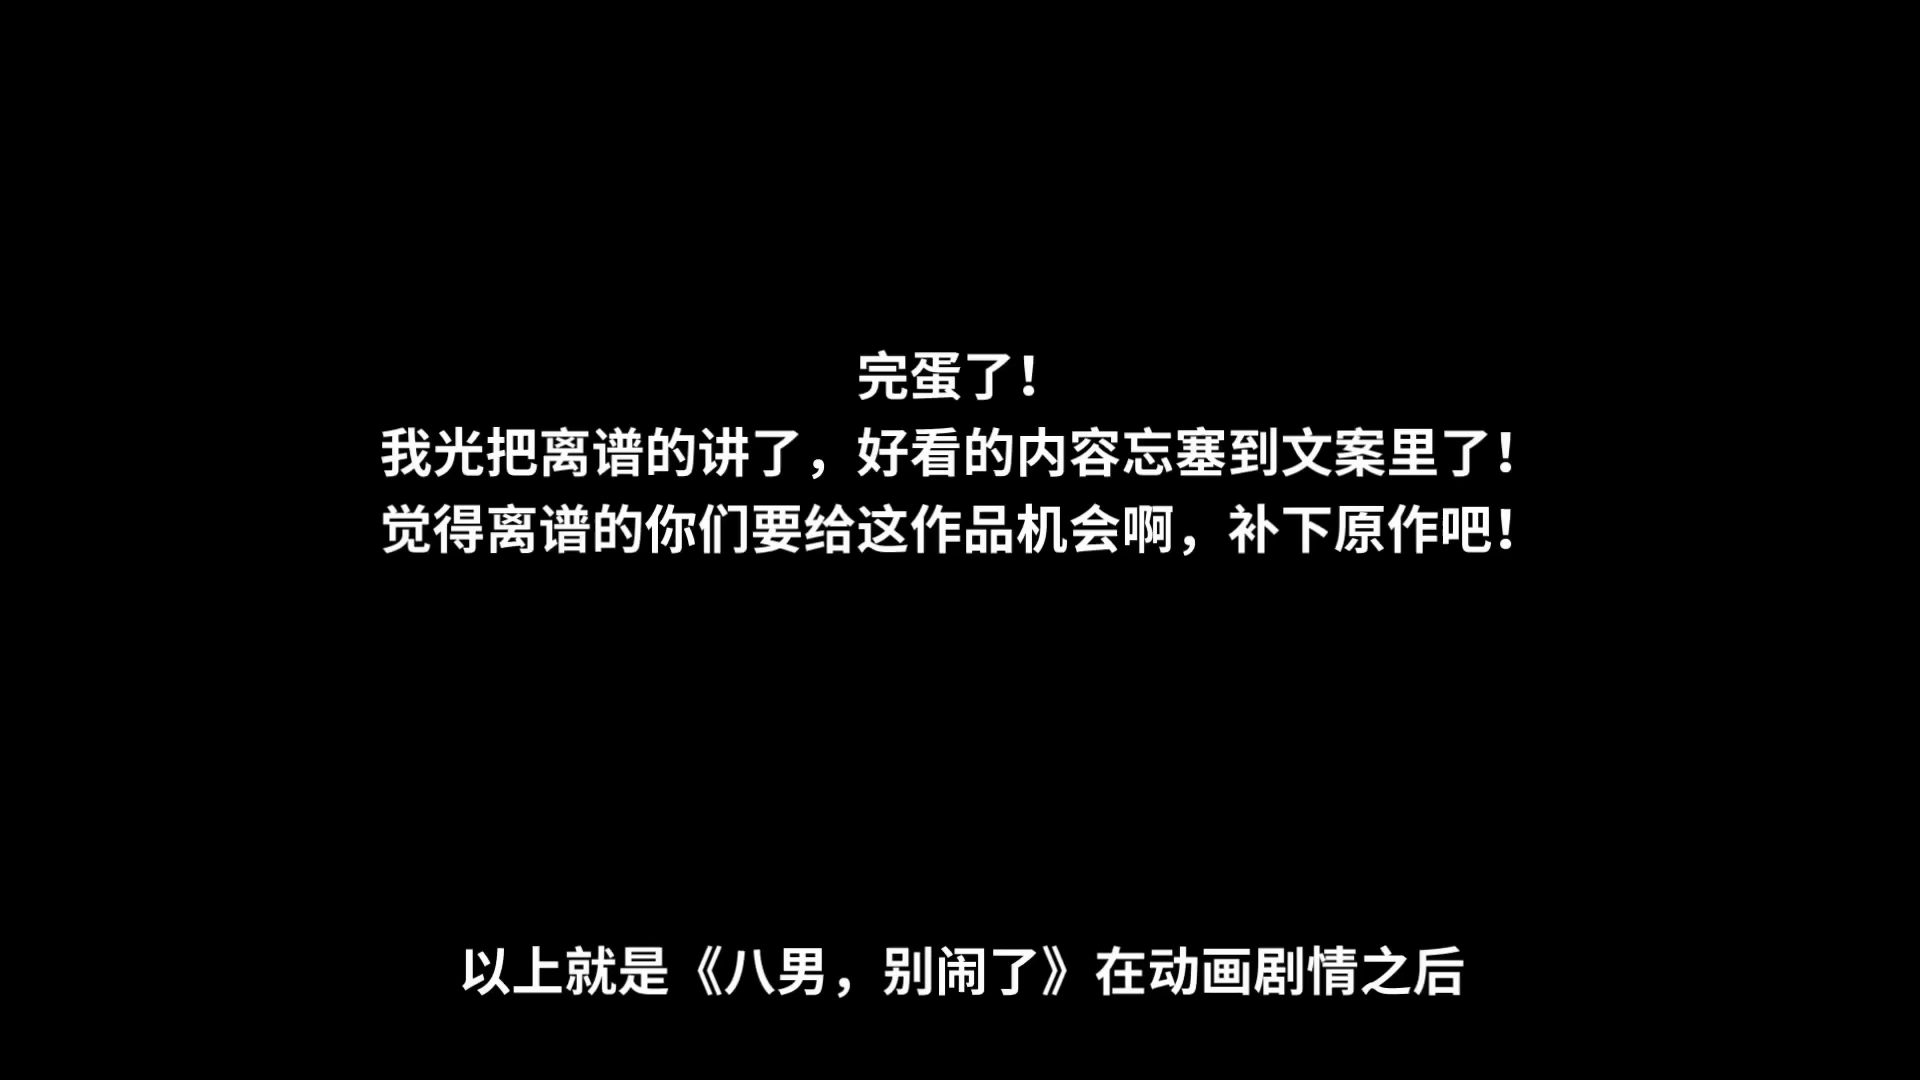 完蛋了！
我光把离谱的讲了，好看的内容忘塞到文案里了！
觉得离谱的你们要给这作品机会啊，补下原作吧！
以上就是《八男，别闹了》在动画剧情之后